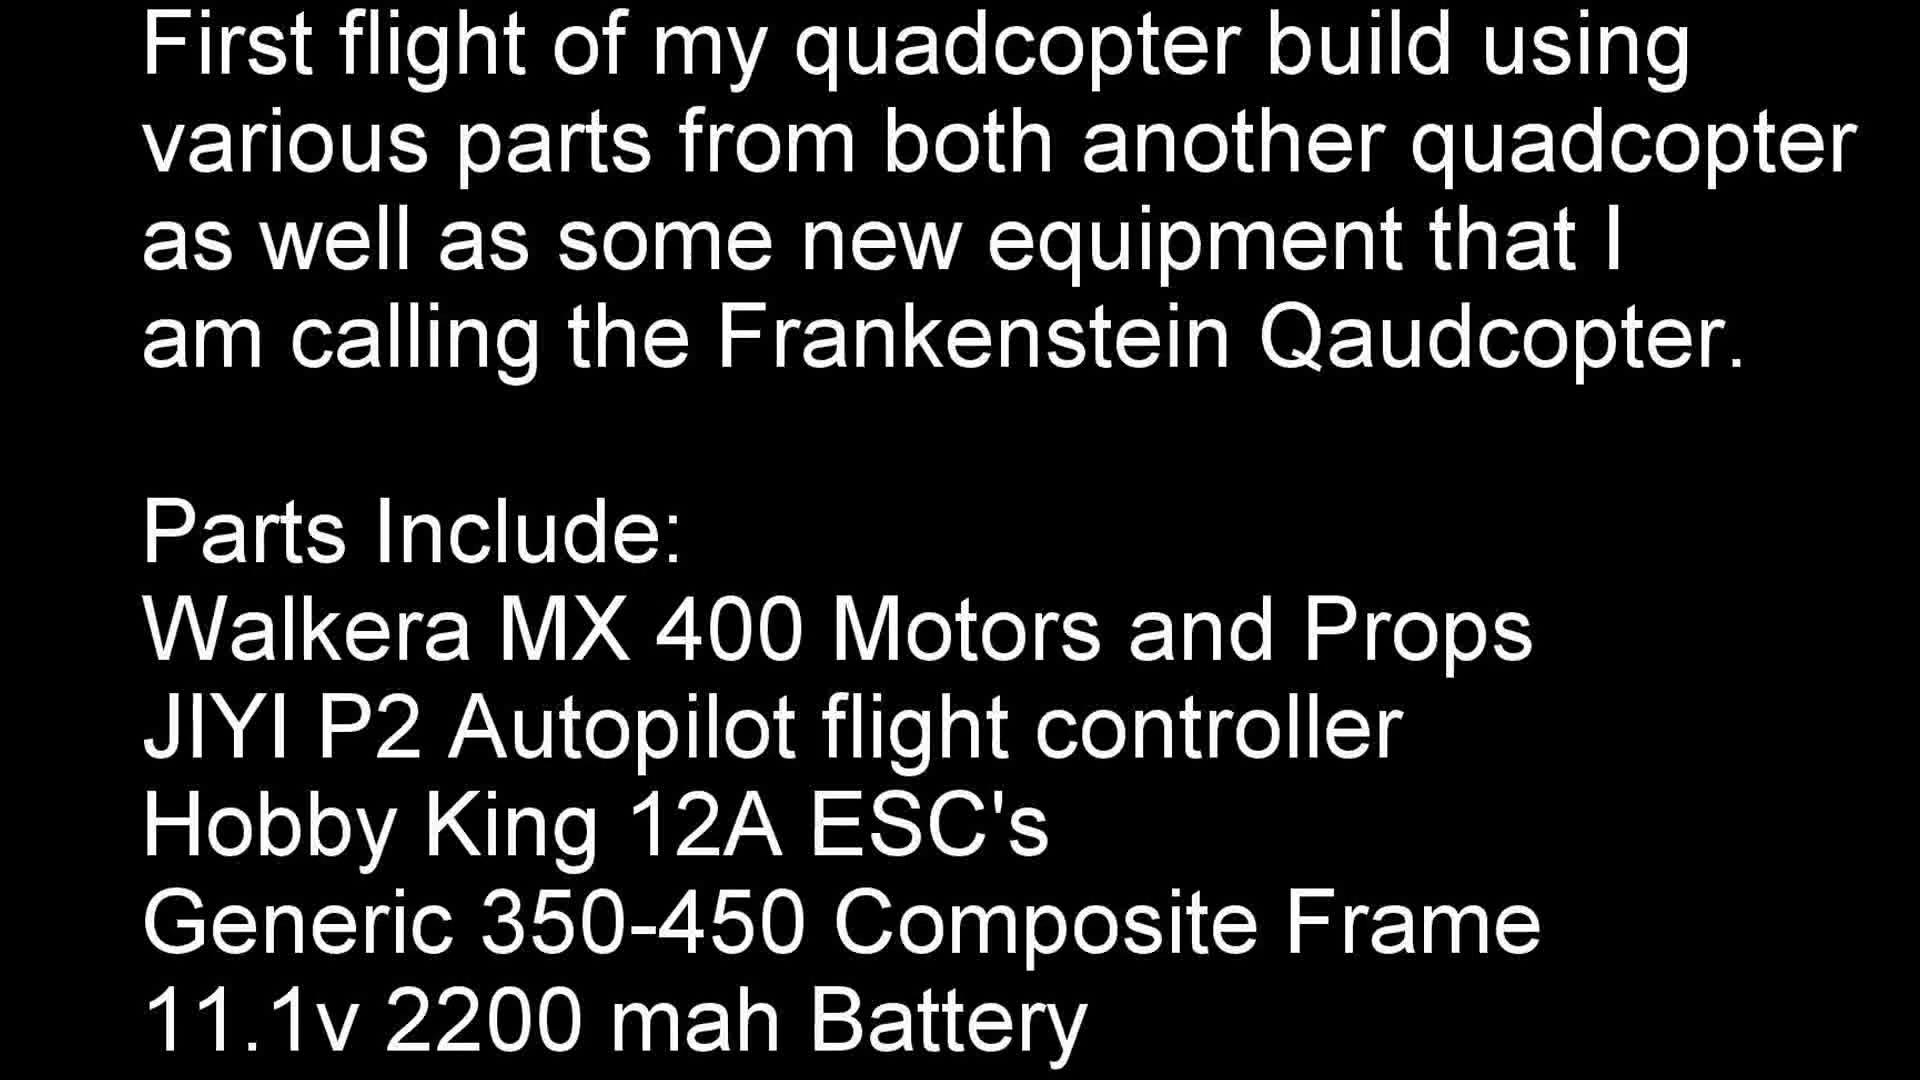 First flight of my quadcopter build using
various parts from both another quadcopter
as well as some new equipment that I
am calling the Frankenstein Qaudcopter.
Parts Include:
Walkera MX 400 Motors and Props
JIYI P2 Autopilot flight controller
Hobby King 12A ESC's
Generic 350-450 Composite Frame
11.1v 2200 mah Battery